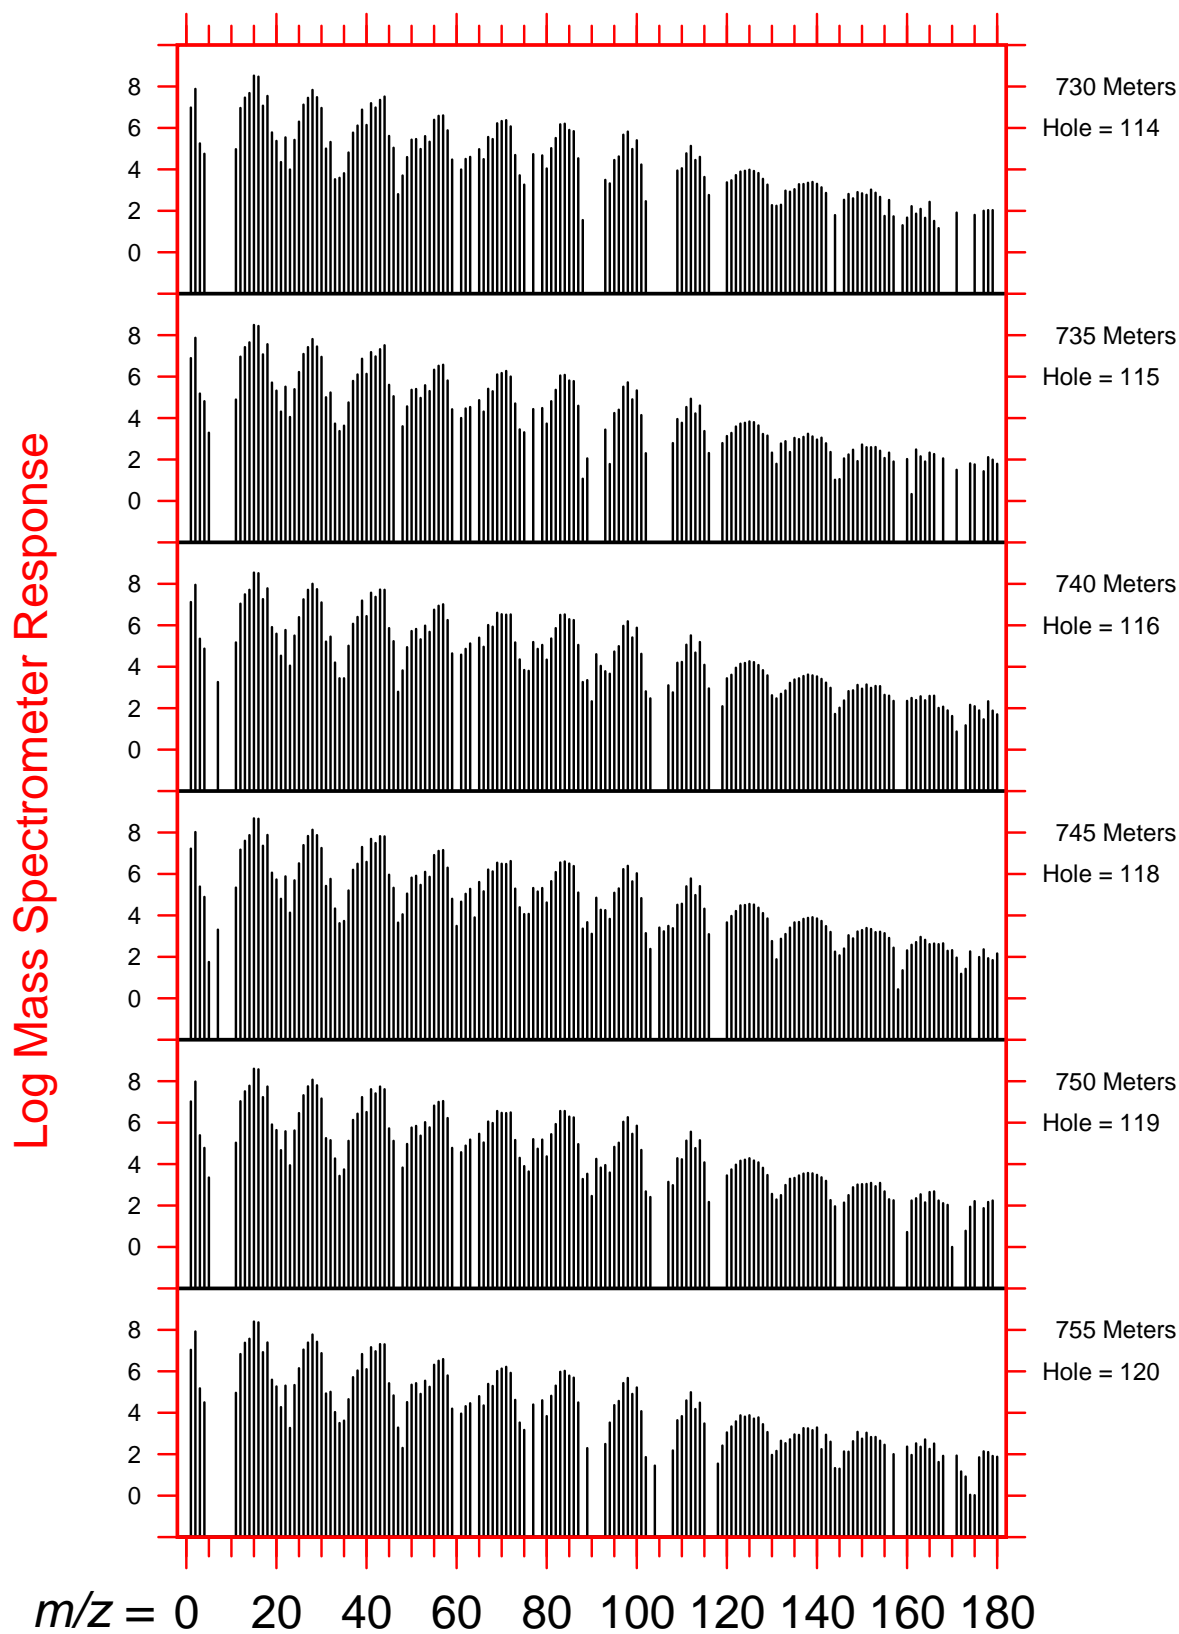 Log Mass Spectrometer Response
8
6
4
2
0
730 Meters
Hole = 114
8
6
4
2
0
735 Meters
Hole = 115
8
6
4
2
0
740 Meters
Hole = 116
8
6
4
2
0
745 Meters
Hole = 118
8
6
4
2
0
750 Meters
Hole = 119
8
6
4
2
0
755 Meters
Hole = 120
m/z = 0 20 40 60 80 100 120 140 160 180